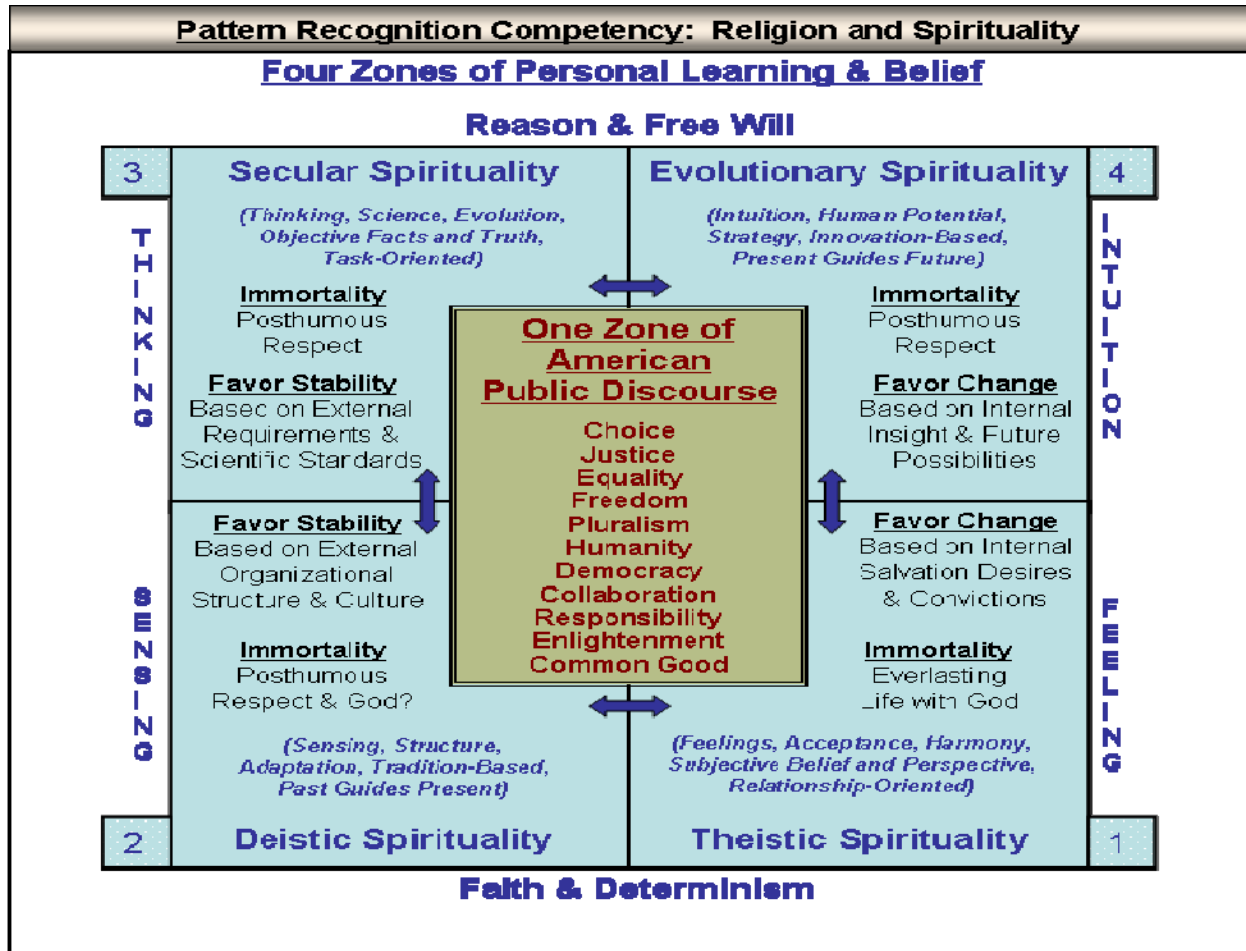 Pattern Recognition Competency: Religion and Spirituality
Four Zones of Personal Learning & Belief
Reason & Free Will
3
Secular Spirituality
(Thinking, Science, Evolution,
Objective Facts and Truth,
Task-Oriented)
Immortality
Posthumous
Respect
Favor Stability
Based on External
Requirements &
Scientific Standards
THINKING
Evolutionary Spirituality
4
(Intuition, Human Potential,
Strategy, Innovation-Based,
Present Guides Future)
Immortality
Posthumous
Respect
Favor Change
Based on Internal
Insight & Future
Possibilities
INTUITION
One Zone of
American
Public Discourse
Choice
Justice
Equality
Freedom
Pluralism
Humanity
Democracy
Collaboration
Responsibility
Enlightenment
Common Good
SENSING
Favor Stability
Based on External
Organizational
Structure & Culture
Immortality
Posthumous
Respect & God?
(Sensing, Structure,
Adaptation, Tradition-Based,
Past Guides Present)
2
Deistic Spirituality
Favor Change
Based on Internal
Salvation Desires
& Convictions
Immortality
Everlasting
Life with God
(Feelings, Acceptance, Harmony,
Subjective Belief and Perspective,
Relationship-Oriented)
FEELING
Theistic Spirituality
1
Faith & Determinism